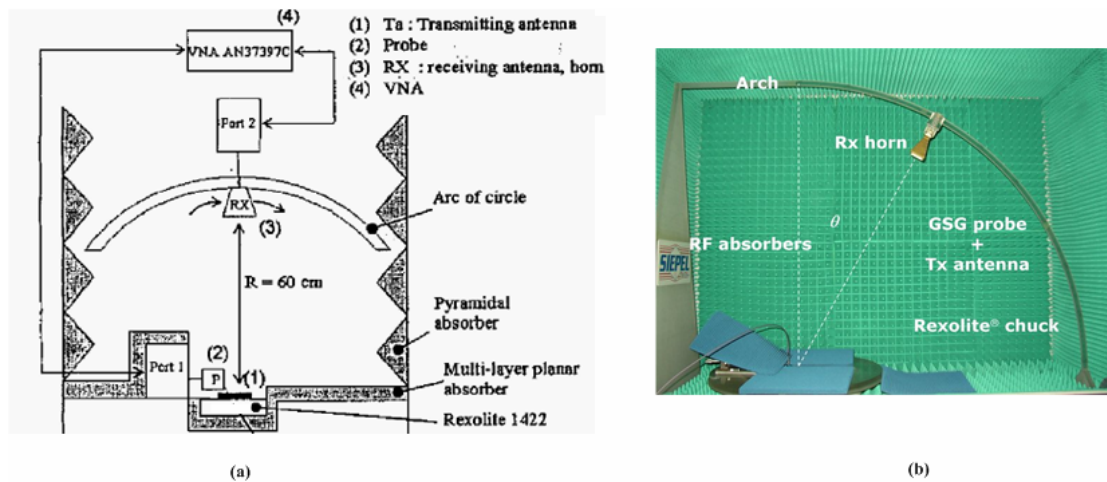 (4)
VNA AN37397C
(1) Ta : Transmitting antenna
(2) Probe
(3) RX : receiving antenna, horn
(4) VNA
Port 2
RX
(3)
Arc of circle
R = 60 cm
Pyramidal
absorber
Port 1
(2)
P
(1)
Multi-layer planar
absorber
Rexolite 1422
(a)
Arch
Rx horn
θ
RF absorbers
GSG probe
+
Tx antenna
SIEPEL
Rexolite® chuck
(b)